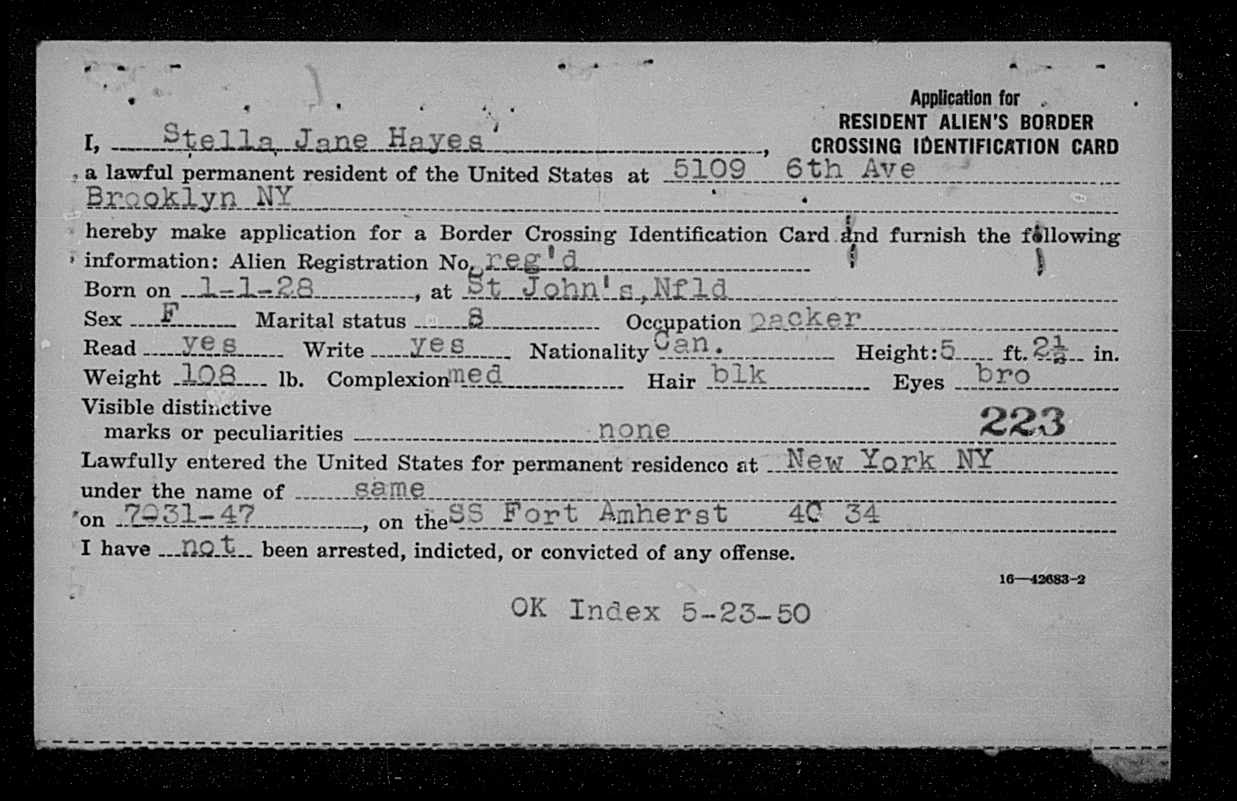 Application for
RESIDENT ALIEN'S BORDER
CROSSING IDENTIFICATION CARD
I, Stella Jane Hayes,
a lawful permanent resident of the United States at 5109 6th Ave
Brooklyn NY
hereby make application for a Border Crossing Identification Card and furnish the following
information: Alien Registration No. reg'd
Born on 1-1-28, at St John's, Nfld
Sex F Marital status S Occupation packer
Read yes Write yes Nationality Can. Height: 5 ft. 2½ in.
Weight 108 lb. Complexion med Hair blk Eyes bro
Visible distinctive
marks or peculiarities none 223
Lawfully entered the United States for permanent residence at New York NY
under the name of same
on 7-31-47, on the SS Fort Amherst 4C 34
I have not been arrested, indicted, or convicted of any offense.
16—42683-2
OK Index 5-23-50